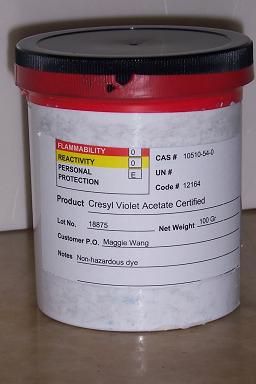 FLAMMABILITY 0
REACTIVITY 0
PERSONAL PROTECTION E
CAS # 10510-54-0
UN #
Code # 12164
Product Cresyl Violet Acetate Certified
Lot No. 18875 Net Weight 100 Gr
Customer P.O. Maggie Wang
Notes Non-hazardous dye